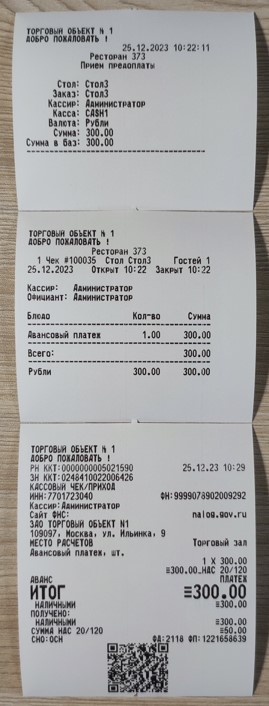 ТОРГОВЫЙ ОБЪЕКТ N 1
ДОБРО ПОЖАЛОВАТЬ !
25.12.2023 10:22:11
Ресторан 373
Прием предоплаты
Стол: Стол3
Заказ: Стол3
Кассир: Администратор
Касса: CASH1
Валюта: Рубли
Сумма: 300.00
Сумма в баз: 300.00
ТОРГОВЫЙ ОБЪЕКТ N 1
ДОБРО ПОЖАЛОВАТЬ !
Ресторан 373
1 Чек #100035 Стол Стол3 Гостей 1
25.12.2023 Открыт 10:22 Закрыт 10:22
Кассир: Администратор
Официант: Администратор
Блюдо Кол-во Сумма
Авансовый платеж 1.00 300.00
Всего: 300.00
Рубли 300.00 300.00
ТОРГОВЫЙ ОБЪЕКТ N 1
ДОБРО ПОЖАЛОВАТЬ !
РН ККТ:0000000005021590 25.12.23 10:29
ЗН ККТ:0248410022006426
КАССОВЫЙ ЧЕК/ПРИХОД
ИНН:7701723040 ФН:9999078902009292
Кассир:Администратор
Сайт ФНС: nalog.gov.ru
ЗАО ТОРГОВЫЙ ОБЪЕКТ N1
109097, Москва, ул. Ильинка, 9
МЕСТО РАСЧЕТОВ Торговый зал
Авансовый платеж, шт.
1 X 300.00
≡300.00_НДС 20/120
АВАНС ПЛАТЕЖ
ИТОГ ≡300.00
НАЛИЧНЫМИ ≡300.00
ПОЛУЧЕНО:
НАЛИЧНЫМИ ≡300.00
СУММА НДС 20/120 ≡50.00
СНО:ОСН ФД:2118 ФП:1221658639